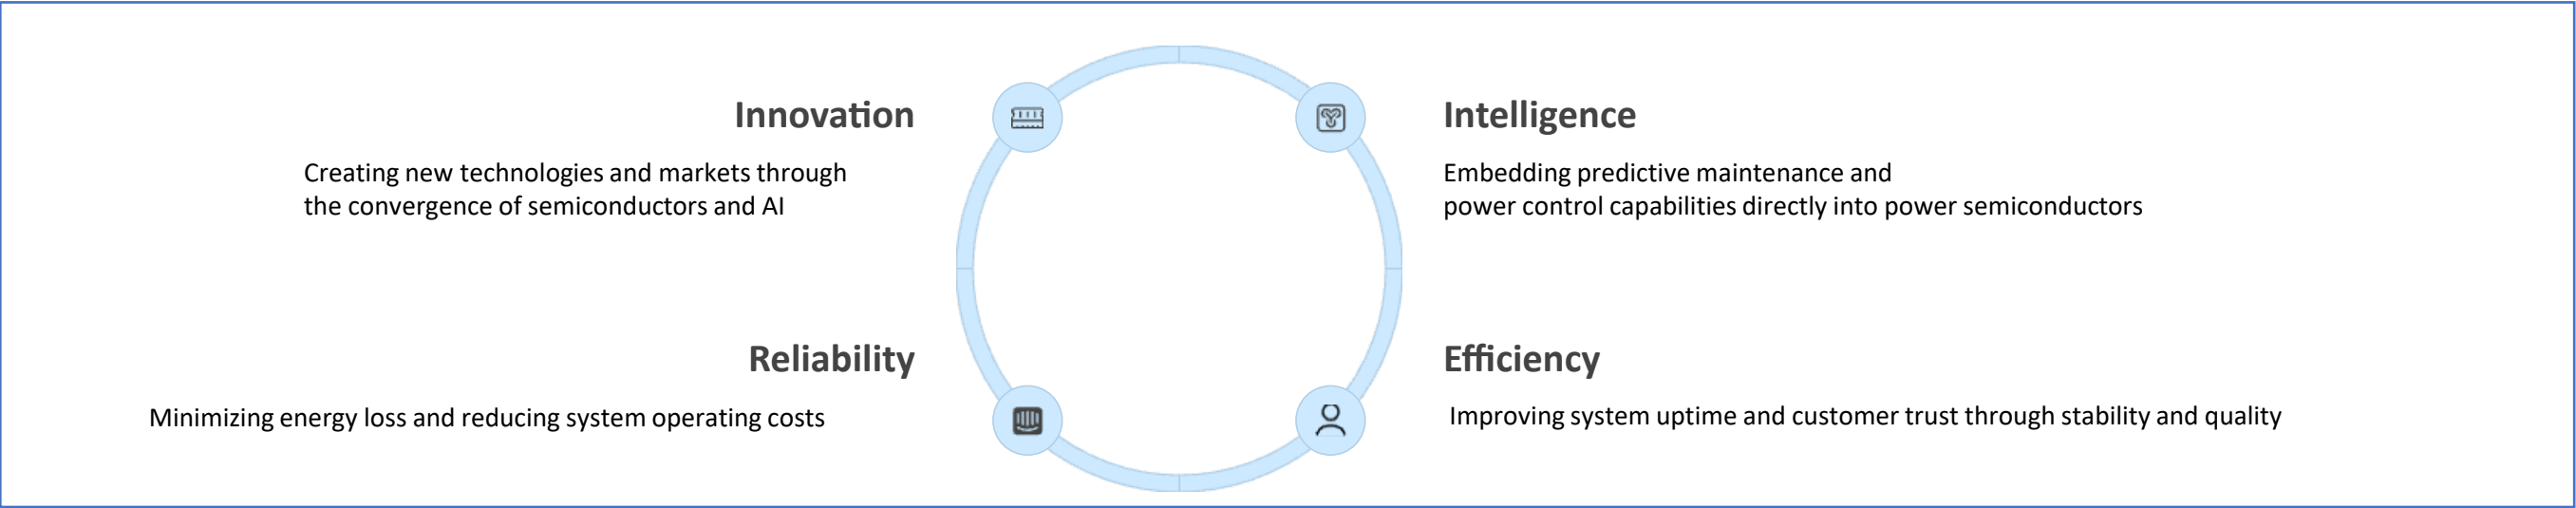 Innovation
Creating new technologies and markets through
the convergence of semiconductors and AI
Intelligence
Embedding predictive maintenance and
power control capabilities directly into power semiconductors
Reliability
Minimizing energy loss and reducing system operating costs
Efficiency
Improving system uptime and customer trust through stability and quality